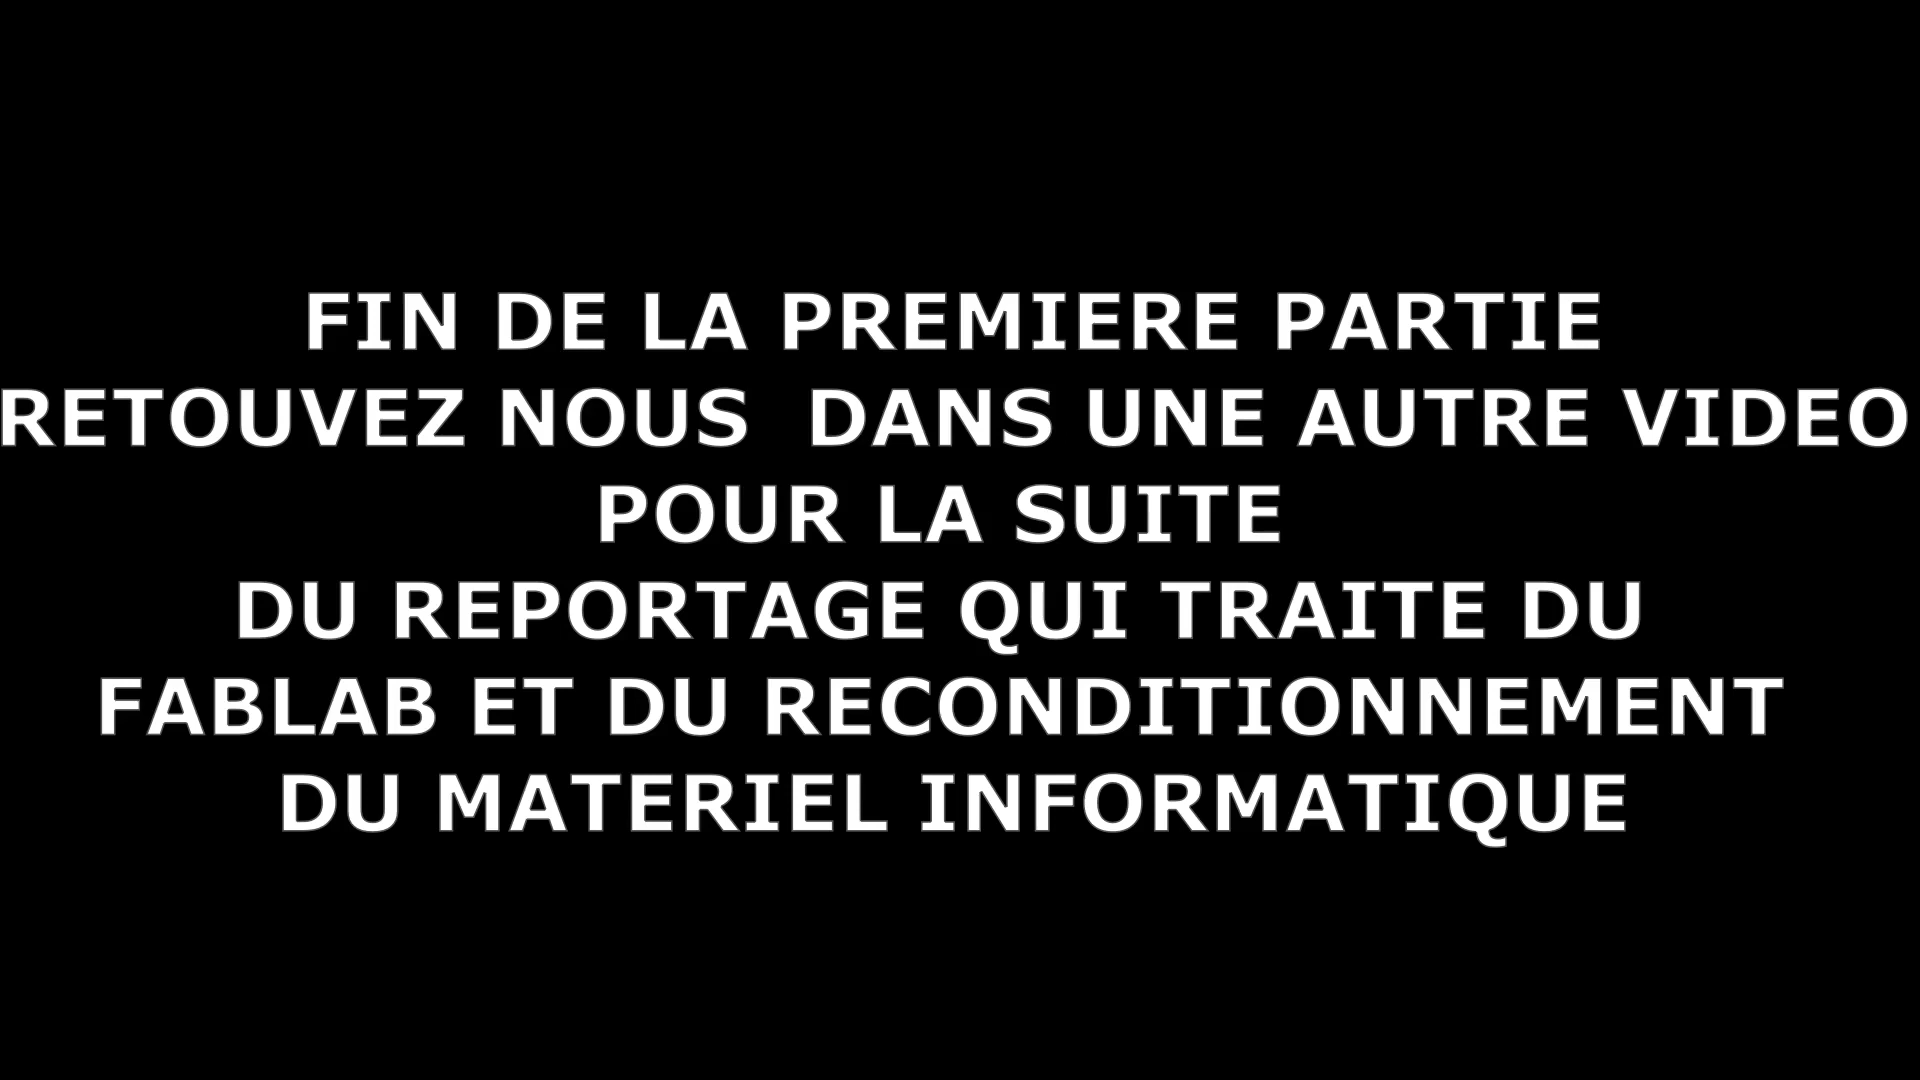 FIN DE LA PREMIERE PARTIE
RETOUVEZ NOUS  DANS UNE AUTRE VIDEO
POUR LA SUITE
DU REPORTAGE QUI TRAITE DU
FABLAB ET DU RECONDITIONNEMENT
DU MATERIEL INFORMATIQUE